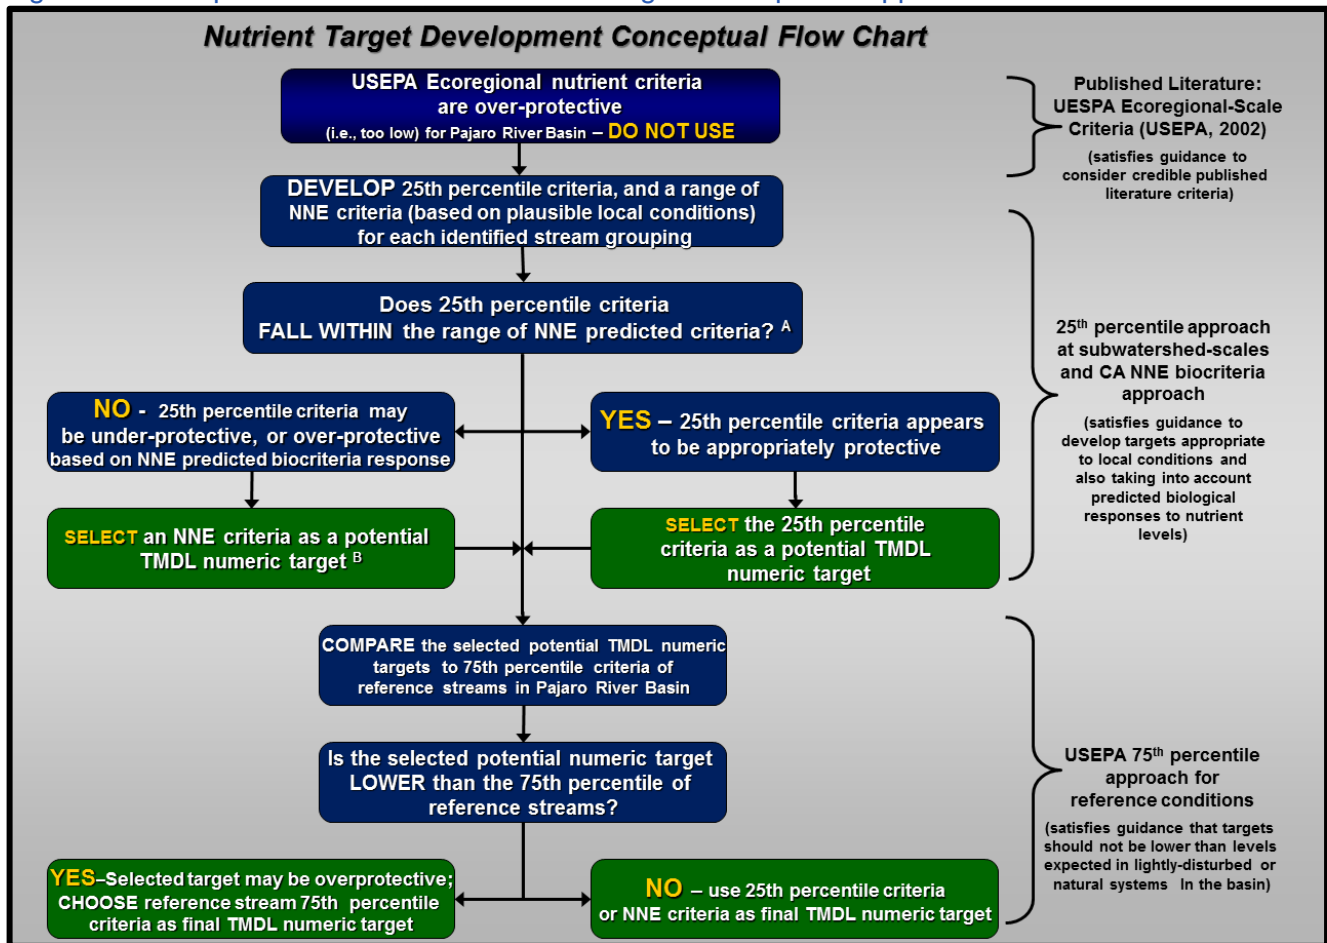 Nutrient Target Development Conceptual Flow Chart
USEPA Ecoregional nutrient criteria
are over-protective
(i.e., too low) for Pajaro River Basin – DO NOT USE
Published Literature:
UESPA Ecoregional-Scale
Criteria (USEPA, 2002)
(satisfies guidance to
consider credible published
literature criteria)
DEVELOP 25th percentile criteria, and a range of
NNE criteria (based on plausible local conditions)
for each identified stream grouping
Does 25th percentile criteria
FALL WITHIN the range of NNE predicted criteria? A
25th percentile approach
at subwatershed-scales
and CA NNE biocriteria
approach
(satisfies guidance to
develop targets appropriate
to local conditions and
also taking into account
predicted biological
responses to nutrient
levels)
NO - 25th percentile criteria may
be under-protective, or over-protective
based on NNE predicted biocriteria response
YES – 25th percentile criteria appears
to be appropriately protective
SELECT an NNE criteria as a potential
TMDL numeric target B
SELECT the 25th percentile
criteria as a potential TMDL
numeric target
COMPARE the selected potential TMDL numeric
targets to 75th percentile criteria of
reference streams in Pajaro River Basin
Is the selected potential numeric target
LOWER than the 75th percentile of
reference streams?
USEPA 75th percentile
approach for
reference conditions
(satisfies guidance that targets
should not be lower than levels
expected in lightly-disturbed or
natural systems In the basin)
YES–Selected target may be overprotective;
CHOOSE reference stream 75th percentile
criteria as final TMDL numeric target
NO – use 25th percentile criteria
or NNE criteria as final TMDL numeric target